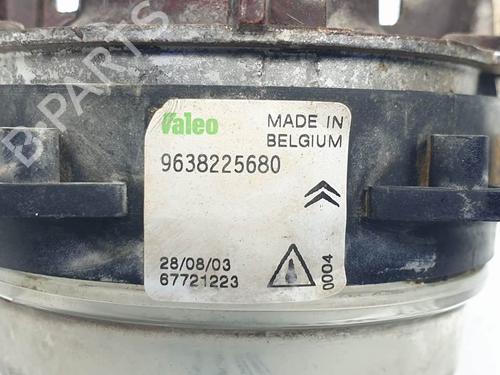 B-PARTS
Valeo
MADE IN
BELGIUM
9638225680
28/08/03
67721223
0004